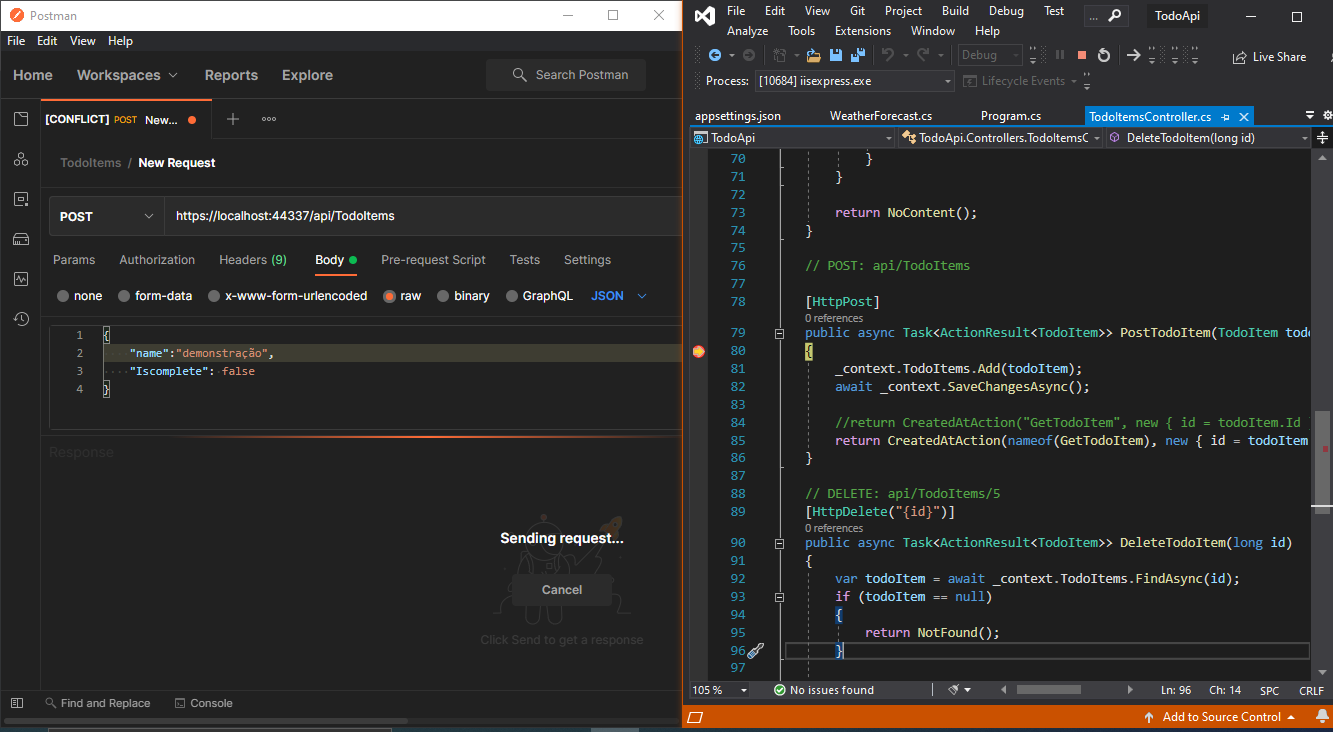 Postman
File Edit View Help
Home Workspaces Reports Explore Search Postman
[CONFLICT] POST New...
TodoItems / New Request
POST https://localhost:44337/api/TodoItems
Params Authorization Headers (9) Body Pre-request Script Tests Settings
none form-data x-www-form-urlencoded raw binary GraphQL JSON
1 {
2 "name":"demonstração",
3 "Iscomplete": false
4 }
Response
Sending request...
Cancel
Click Send to get a response
Find and Replace Console
File Edit View Git Project Build Debug Test ... TodoApi
Analyze Tools Extensions Window Help
Debug Live Share
Process: [10684] iisexpress.exe Lifecycle Events
appsettings.json WeatherForecast.cs Program.cs TodoItemsController.cs
TodoApi TodoApi.Controllers.TodoItemsC DeleteTodoItem(long id)
70 }
71 }
72
73 return NoContent();
74 }
75
76 // POST: api/TodoItems
77
78 [HttpPost]
0 references
79 public async Task<ActionResult<TodoItem>> PostTodoItem(TodoItem todo
80 {
81 _context.TodoItems.Add(todoItem);
82 await _context.SaveChangesAsync();
83
84 //return CreatedAtAction("GetTodoItem", new { id = todoItem.Id
85 return CreatedAtAction(nameof(GetTodoItem), new { id = todoItem
86 }
87
88 // DELETE: api/TodoItems/5
89 [HttpDelete("{id}")]
0 references
90 public async Task<ActionResult<TodoItem>> DeleteTodoItem(long id)
91 {
92 var todoItem = await _context.TodoItems.FindAsync(id);
93 if (todoItem == null)
94 {
95 return NotFound();
96 }
97
105 % No issues found Ln: 96 Ch: 14 SPC CRLF
Add to Source Control